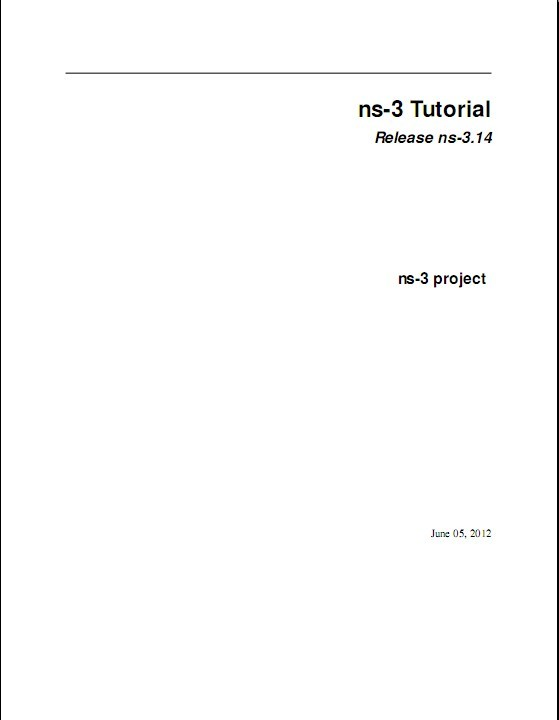 ns-3 Tutorial
Release ns-3.14
ns-3 project
June 05, 2012